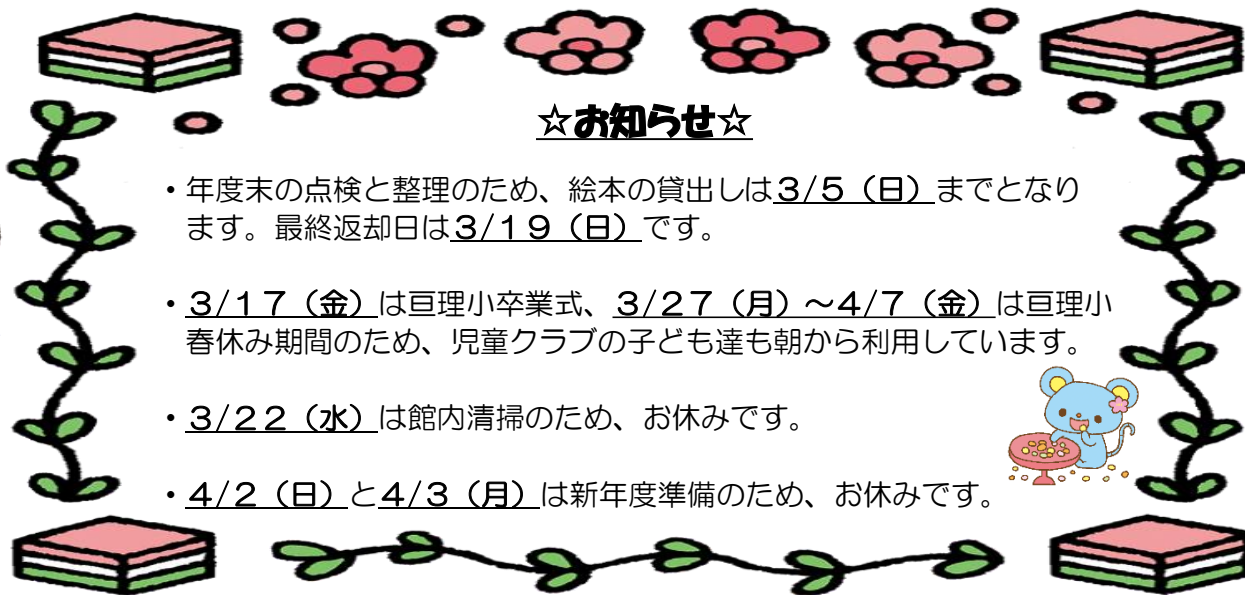 ☆お知らせ☆
・年度末の点検と整理のため、絵本の貸出しは３/５（日）までとなり
ます。最終返却日は３/１９（日）です。
・３/１７（金）は亘理小卒業式、３/２７（月）～４/７（金）は亘理小
春休み期間のため、児童クラブの子ども達も朝から利用しています。
・３/２２（水）は館内清掃のため、お休みです。
・４/２（日）と４/３（月）は新年度準備のため、お休みです。